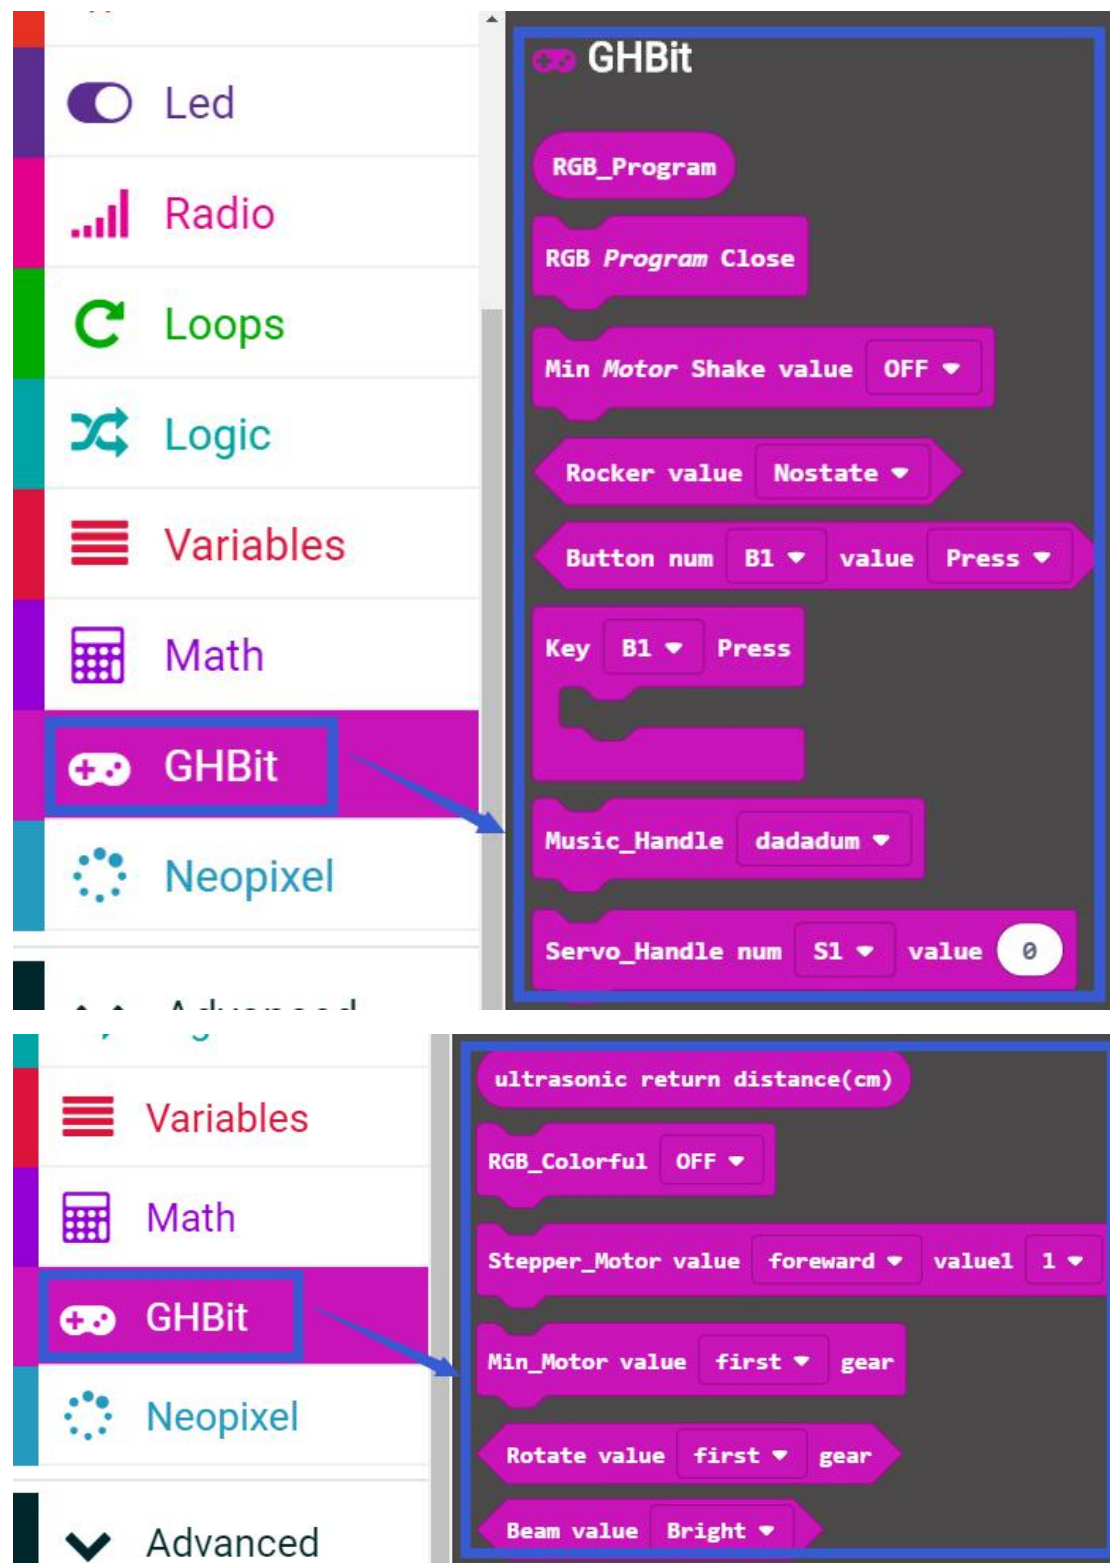 Led
Radio
Loops
Logic
Variables
Math
GHBit
Neopixel
Advanced
GHBit
RGB_Program
RGB Program Close
Min Motor Shake value OFF
Rocker value Nostate
Button num B1 value Press
Key B1 Press
Music_Handle dadadum
Servo_Handle num S1 value 0
Variables
Math
GHBit
Neopixel
Advanced
ultrasonic return distance(cm)
RGB_Colorful OFF
Stepper_Motor value foreward value1 1
Min_Motor value first gear
Rotate value first gear
Beam value Bright